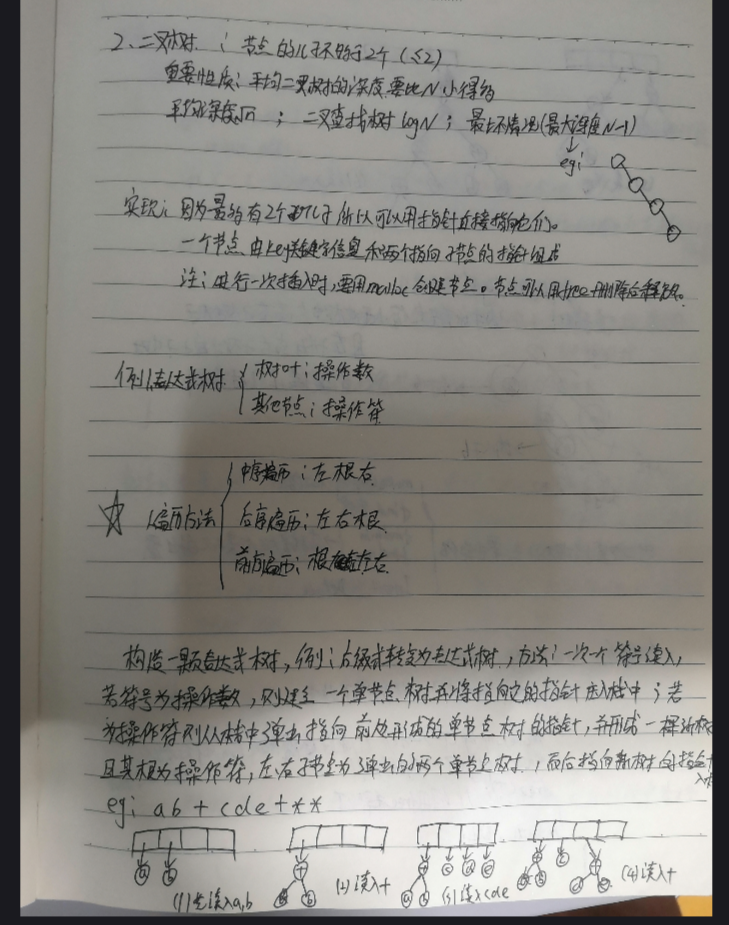 2、二叉树：节点的儿子不多于2个（≤2）
重要性质：平均二叉树的深度要比N小得多
平均深度√n；二叉查找树logN；最坏情况（最大深度N-1）
eg：
实现：因为最多有2个儿子所以可以用指针直接指向它们。
一个节点由key关键字信息和两个指向子节点的指针组成
注：进行一次插入时，要用malloc创建节点。节点可以用free删除后释放。
例1、表达式树 树叶：操作数
其他节点：操作符
遍历方法
中序遍历：左根右
后序遍历：左右根
前序遍历：根左右
构造一颗表达式树，例：后缀式转变为表达式树，方法：一次一个符号读入，
若符号为操作数，则建立一个单节点树并将指向它的指针压入栈中；若
为操作符则从栈中弹出指向前处形成的单节点树的指针，并形成一棵新树
且其根为操作符，左、右子节点为弹出的两个单节点树，而后指向新树的指针
入
eg：ab+cde+**
a b + + c d e +
(1)先读入a,b (2)读入+ (3)读入cde (4)读入+